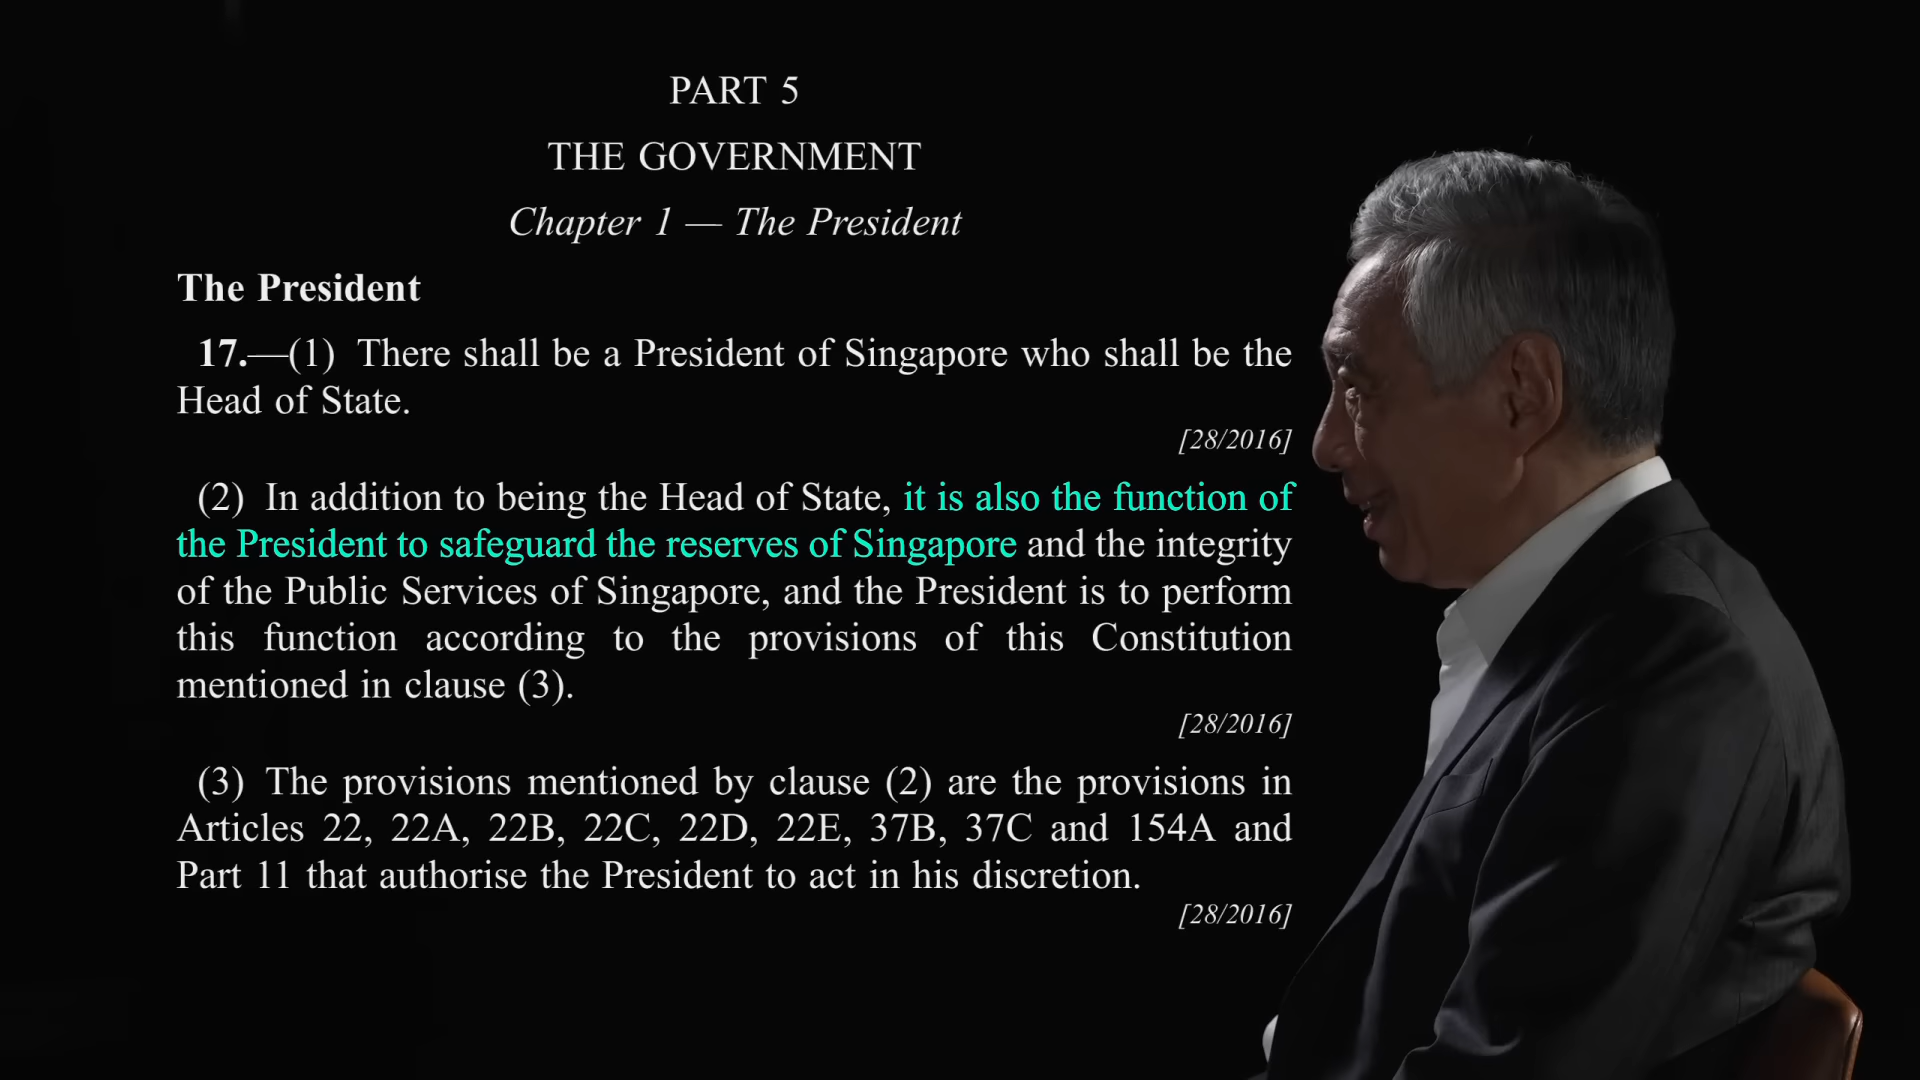 PART 5
THE GOVERNMENT
Chapter 1 — The President
The President
17.—(1) There shall be a President of Singapore who shall be the
Head of State.
[28/2016]
(2) In addition to being the Head of State, it is also the function of
the President to safeguard the reserves of Singapore and the integrity
of the Public Services of Singapore, and the President is to perform
this function according to the provisions of this Constitution
mentioned in clause (3).
[28/2016]
(3) The provisions mentioned by clause (2) are the provisions in
Articles 22, 22A, 22B, 22C, 22D, 22E, 37B, 37C and 154A and
Part 11 that authorise the President to act in his discretion.
[28/2016]